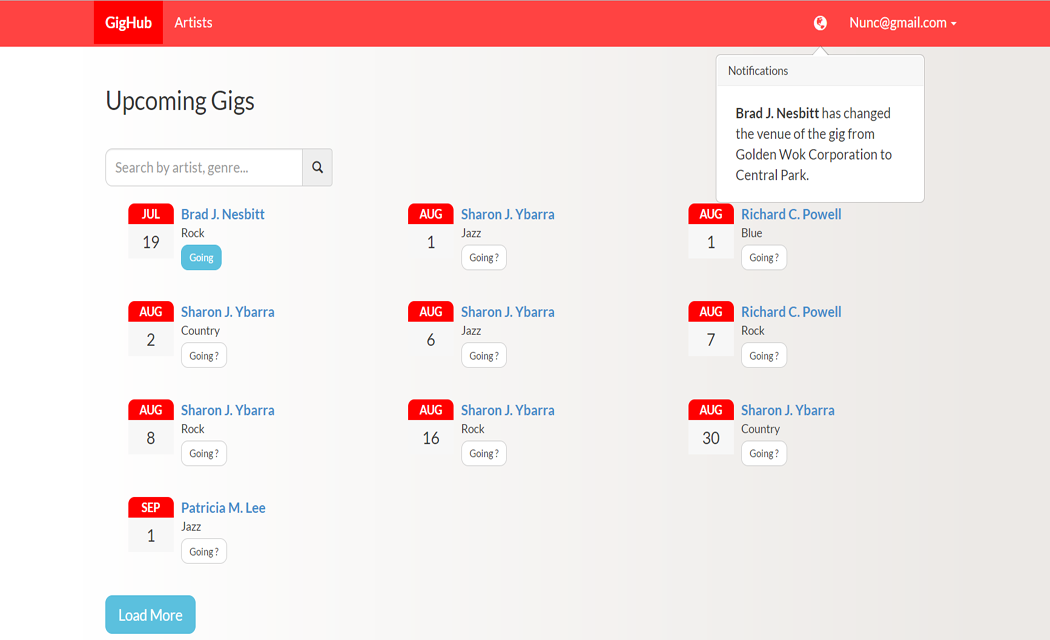 GigHub Artists Nunc@gmail.com
Notifications
Brad J. Nesbitt has changed
the venue of the gig from
Golden Wok Corporation to
Central Park.
Upcoming Gigs
Search by artist, genre...
JUL
19
Brad J. Nesbitt
Rock
Going
AUG
1
Sharon J. Ybarra
Jazz
Going ?
AUG
1
Richard C. Powell
Blue
Going ?
AUG
2
Sharon J. Ybarra
Country
Going ?
AUG
6
Sharon J. Ybarra
Jazz
Going ?
AUG
7
Richard C. Powell
Rock
Going ?
AUG
8
Sharon J. Ybarra
Rock
Going ?
AUG
16
Sharon J. Ybarra
Rock
Going ?
AUG
30
Sharon J. Ybarra
Country
Going ?
SEP
1
Patricia M. Lee
Jazz
Going ?
Load More